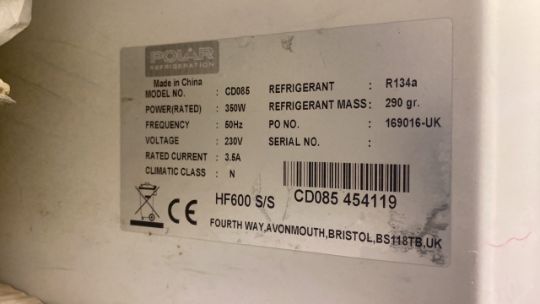 POLAR
REFRIGERATION
Made in China
MODEL NO. : CD085
POWER(RATED) : 350W
FREQUENCY : 50Hz
VOLTAGE : 230V
RATED CURRENT : 3.5A
CLIMATIC CLASS : N
REFRIGERANT : R134a
REFRIGERANT MASS: 290 gr.
PO NO. : 169016-UK
SERIAL NO. :
CE
HF600 S/S
CD085 454119
FOURTH WAY,AVONMOUTH,BRISTOL,BS118TB,UK